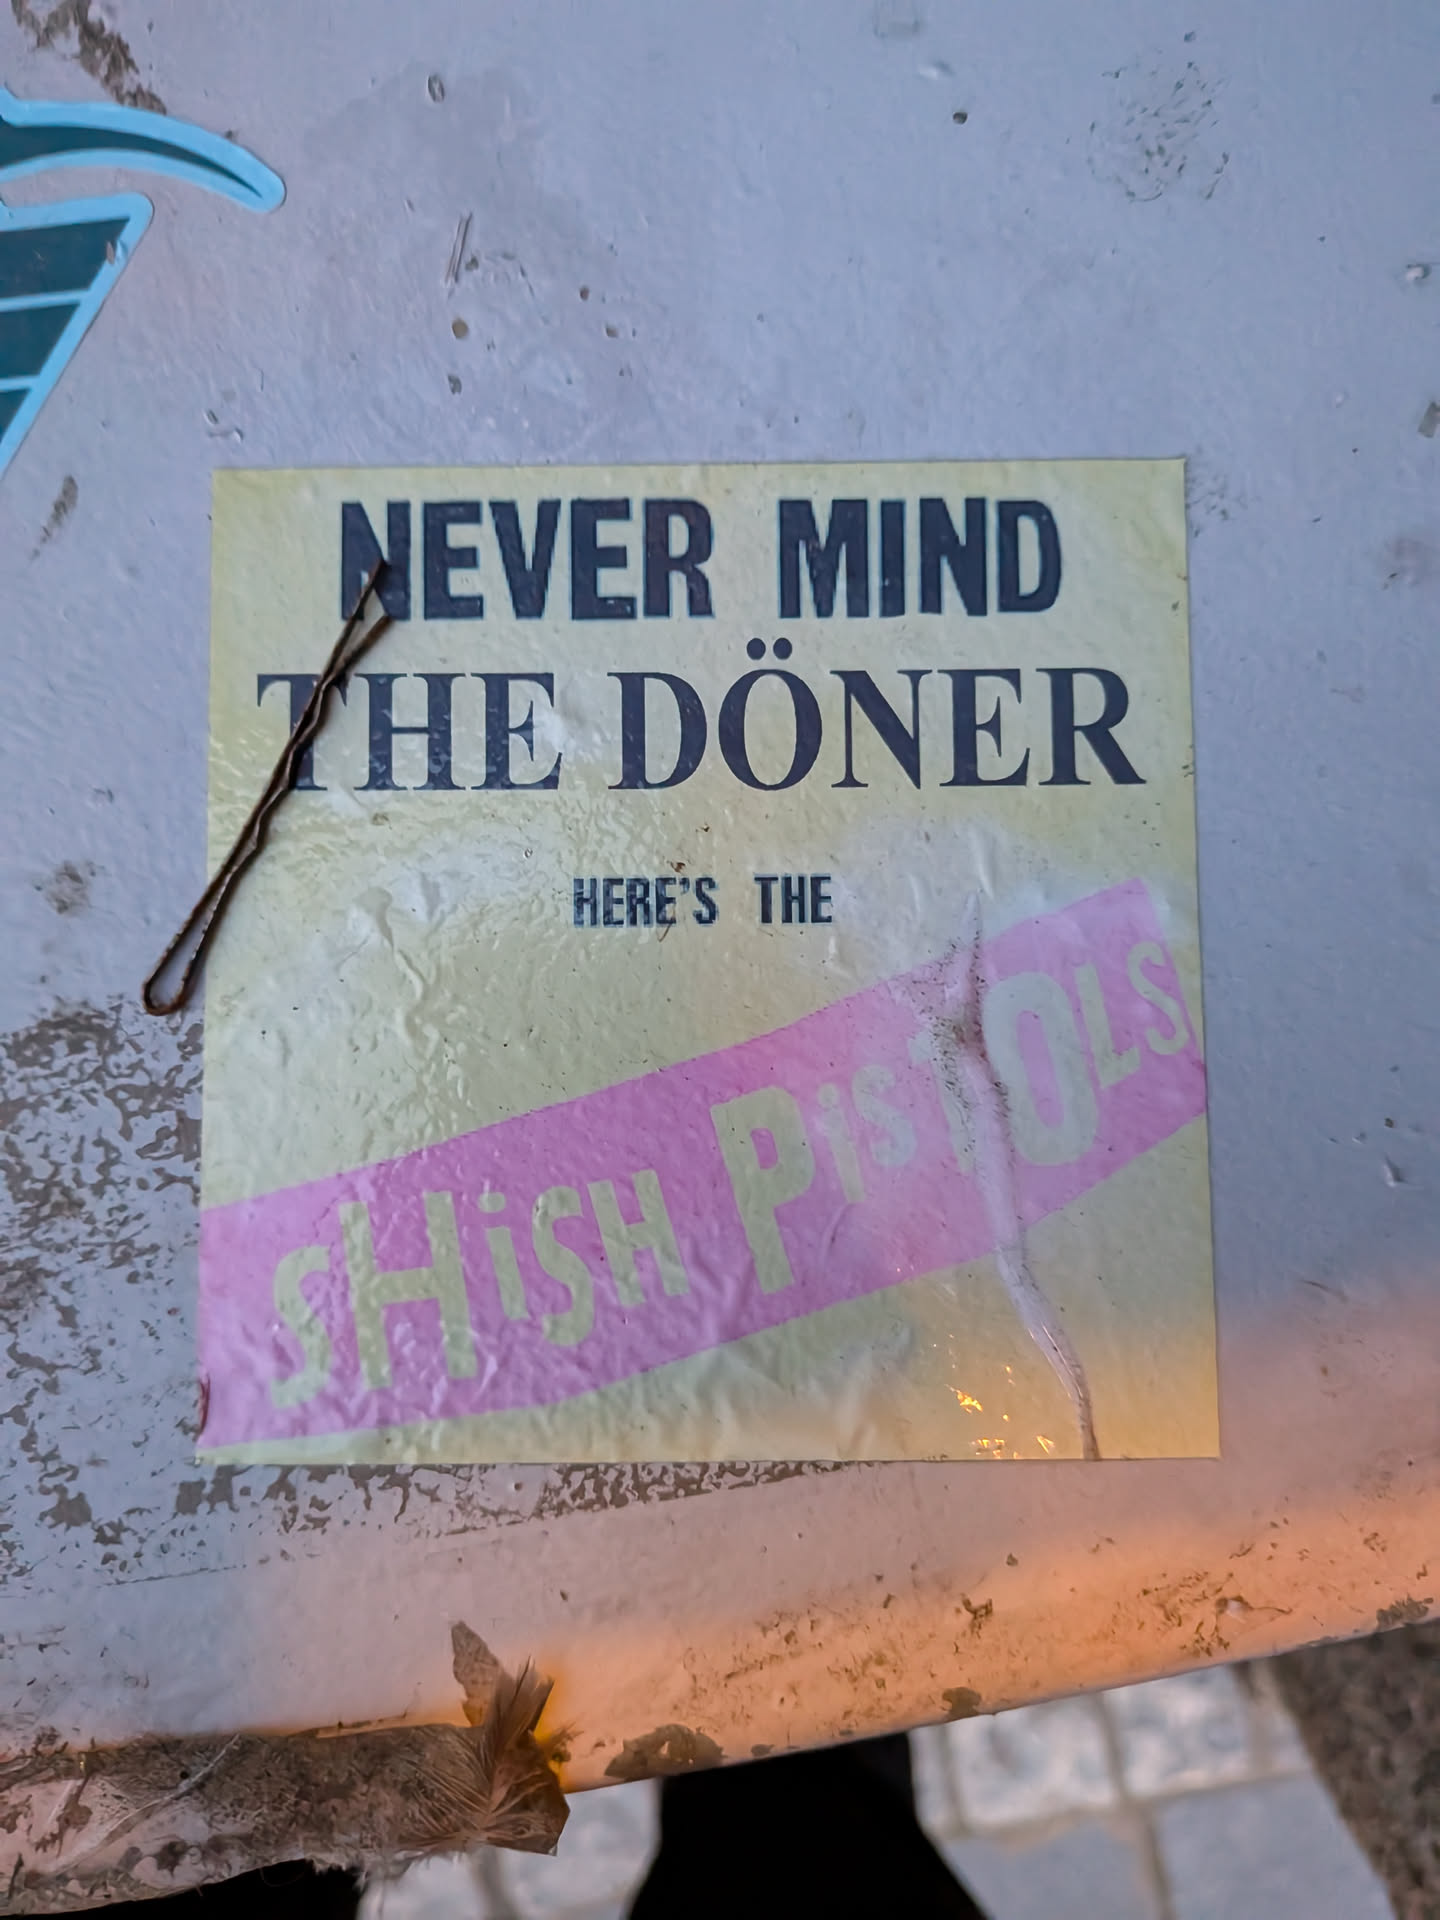 NEVER MIND
THE DÖNER
HERE'S THE
SHiSH PiSTOLS